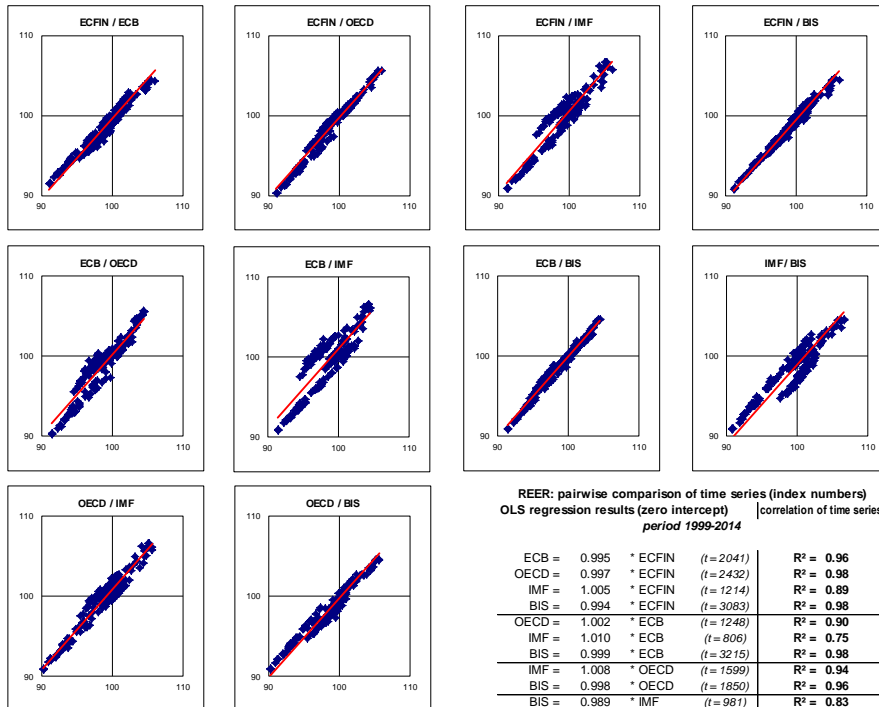 ECFIN / ECB
110
100
90
90 100 110
ECFIN / OECD
110
100
90
90 100 110
ECFIN / IMF
110
100
90
90 100 110
ECFIN / BIS
110
100
90
90 100 110
ECB / OECD
110
100
90
90 100 110
ECB / IMF
110
100
90
90 100 110
ECB / BIS
110
100
90
90 100 110
IMF / BIS
110
100
90
90 100 110
OECD / IMF
110
100
90
90 100 110
OECD / BIS
110
100
90
90 100 110
REER: pairwise comparison of time series (index numbers)
OLS regression results (zero intercept) correlation of time series
period 1999-2014
ECB = 0.995 * ECFIN (t=2041) R² = 0.96
OECD = 0.997 * ECFIN (t=2432) R² = 0.98
IMF = 1.005 * ECFIN (t=1214) R² = 0.89
BIS = 0.994 * ECFIN (t=3083) R² = 0.98
OECD = 1.002 * ECB (t=1248) R² = 0.90
IMF = 1.010 * ECB (t=806) R² = 0.75
BIS = 0.999 * ECB (t=3215) R² = 0.98
IMF = 1.008 * OECD (t=1599) R² = 0.94
BIS = 0.998 * OECD (t=1850) R² = 0.96
BIS = 0.989 * IMF (t=981) R² = 0.83